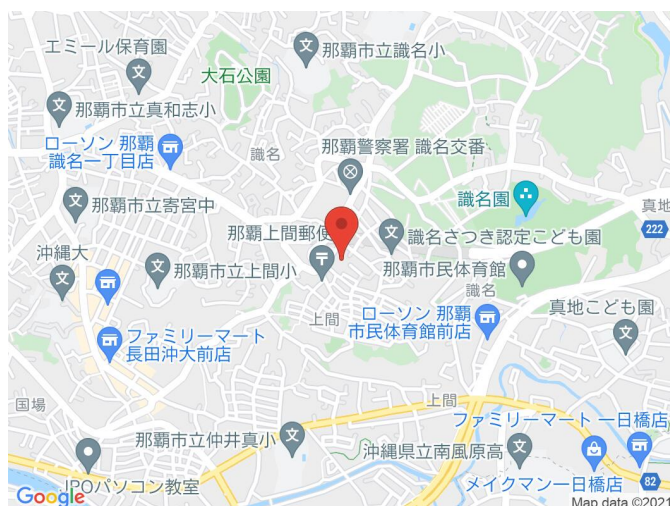 エミール保育園
那覇市立識名小
大石公園
那覇市立真和志小
ローソン 那覇
識名一丁目店
識名
那覇警察署 識名交番
識名園
真地
222
那覇市立寄宮中
那覇上間郵便
識名さつき認定こども園
沖縄大
那覇市立上間小
那覇市民体育館
識名
上間
ローソン 那覇
市民体育館前店
真地こども園
ファミリーマート
長田沖大前店
国場
上間
ファミリーマート 一日橋店
那覇市立仲井真小
沖縄県立南風原高
JPOパソコン教室
メイクマン一日橋店
82
Google
Map data ©2021